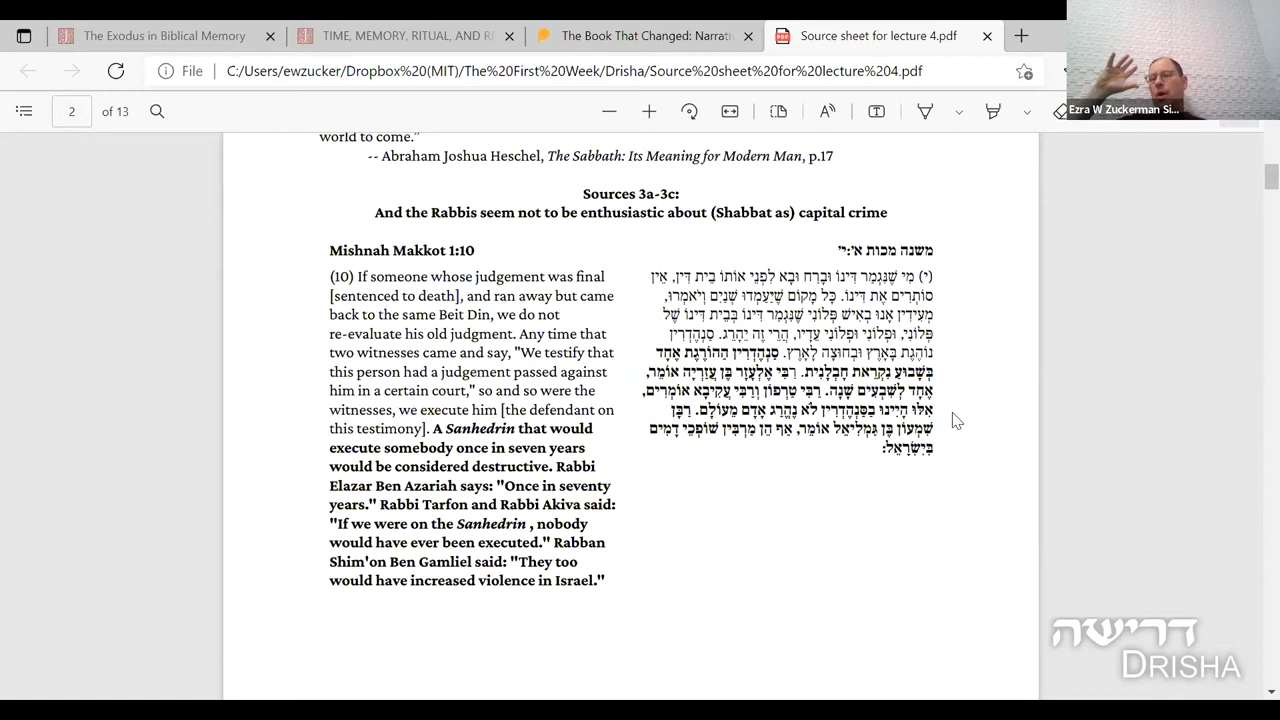 The Exodus in Biblical Memory
TIME, MEMORY, RITUAL, AND RE
The Book That Changed: Narrativ
Source sheet for lecture 4.pdf
File
C:/Users/ewzucker/Dropbox%20(MIT)/The%20First%20Week/Drisha/Source%20sheet%20for%20lecture%204.pdf
Ezra W Zuckerman Si...
2
of 13
world to come.”
-- Abraham Joshua Heschel, The Sabbath: Its Meaning for Modern Man, p.17
Sources 3a-3c:
And the Rabbis seem not to be enthusiastic about (Shabbat as) capital crime
Mishnah Makkot 1:10
(10) If someone whose judgement was final
[sentenced to death], and ran away but came
back to the same Beit Din, we do not
re-evaluate his old judgment. Any time that
two witnesses came and say, "We testify that
this person had a judgement passed against
him in a certain court," so and so were the
witnesses, we execute him [the defendant on
this testimony]. A Sanhedrin that would
execute somebody once in seven years
would be considered destructive. Rabbi
Elazar Ben Azariah says: "Once in seventy
years." Rabbi Tarfon and Rabbi Akiva said:
"If we were on the Sanhedrin , nobody
would have ever been executed." Rabban
Shim'on Ben Gamliel said: "They too
would have increased violence in Israel."
משנה מכות א׳:י׳
(י) מִי שֶׁנִּגְמַר דִּינוֹ וּבָרַח וּבָא לִפְנֵי אוֹתוֹ בֵית דִּין, אֵין
סוֹתְרִים אֶת דִּינוֹ. כָּל מָקוֹם שֶׁיַּעַמְדוּ שְׁנַיִם וְיֹאמְרוּ,
מְעִידִין אָנוּ בְאִישׁ פְּלוֹנִי שֶׁנִּגְמַר דִּינוֹ בְּבֵית דִּינוֹ שֶׁל
פְּלוֹנִי, וּפְלוֹנִי וּפְלוֹנִי עֵדָיו, הֲרֵי זֶה יֵהָרֵג. סַנְהֶדְרִין
נוֹהֶגֶת בָּאָרֶץ וּבְחוּצָה לָאָרֶץ. סַנְהֶדְרִין הַהוֹרֶגֶת אֶחָד
בְּשָׁבוּעַ נִקְרֵאת חָבְלָנִית. רַבִּי אֶלְעָזָר בֶּן עֲזַרְיָה אוֹמֵר,
אֶחָד לְשִׁבְעִים שָׁנָה. רַבִּי טַרְפוֹן וְרַבִּי עֲקִיבָא אוֹמְרִים,
אִלּוּ הָיִינוּ בַסַּנְהֶדְרִין לֹא נֶהֱרַג אָדָם מֵעוֹלָם. רַבָּן
שִׁמְעוֹן בֶּן גַּמְלִיאֵל אוֹמֵר, אַף הֵן מַרְבִּין שׁוֹפְכֵי דָמִים
בְּיִשְׂרָאֵל:
דרישה
DRISHA